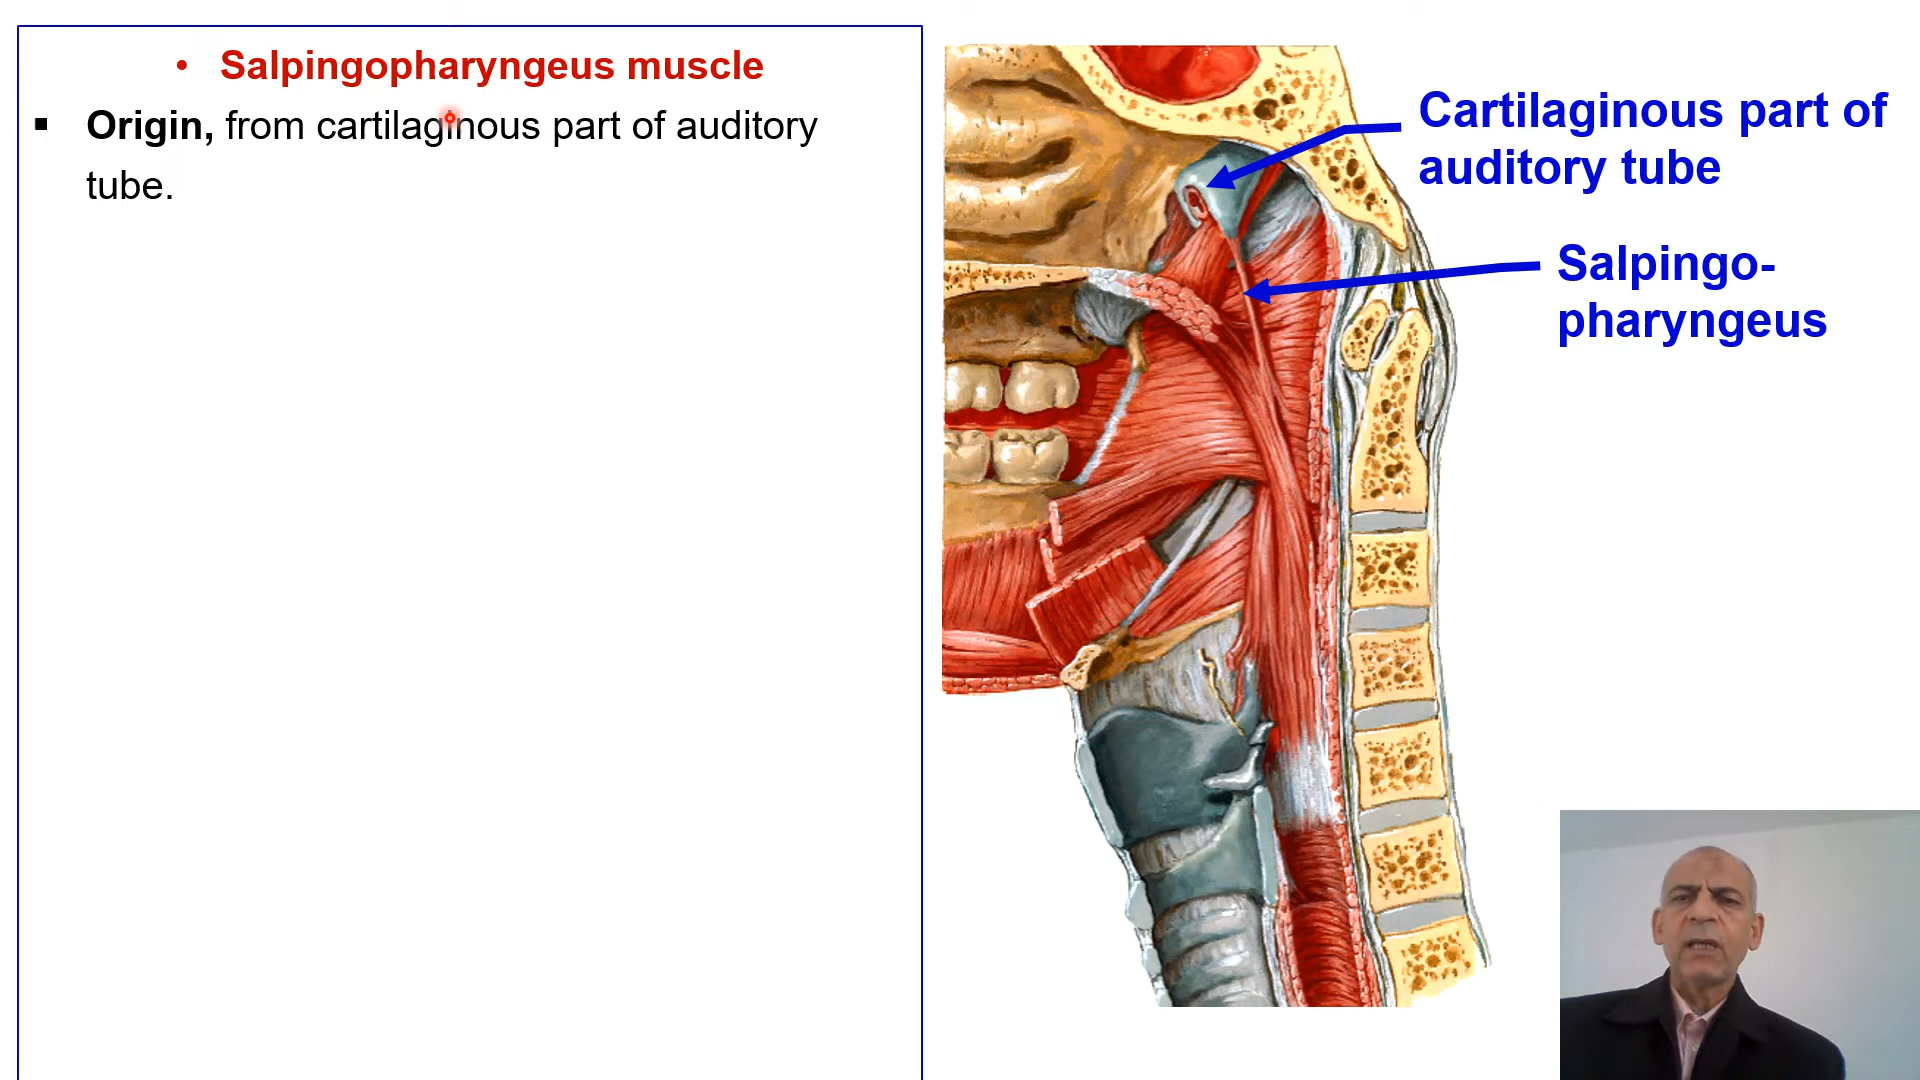 • Salpingopharyngeus muscle
▪ Origin, from cartilaginous part of auditory
tube.
Cartilaginous part of
auditory tube
Salpingo-
pharyngeus